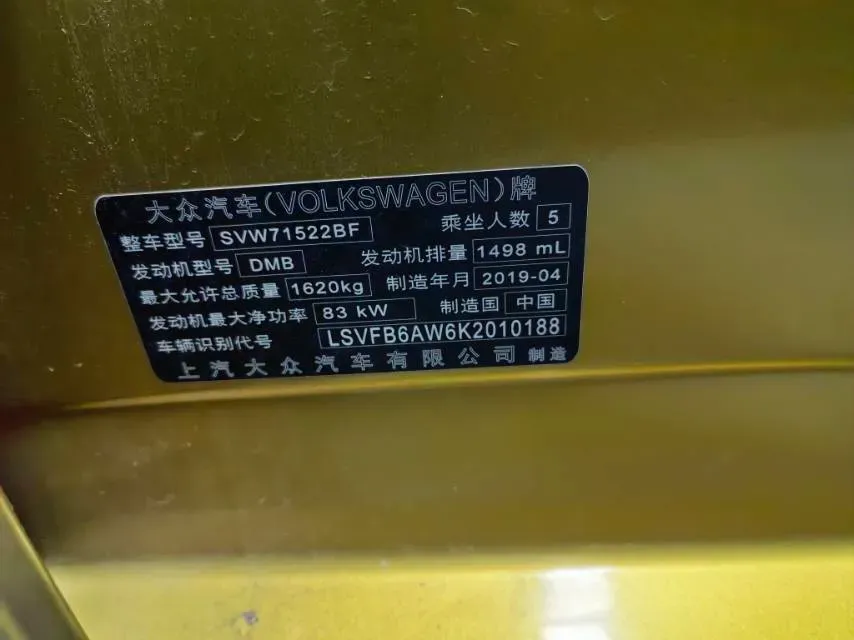 大众汽车(VOLKSWAGEN)牌
整车型号 SVW71522BF 乘坐人数 5
发动机型号 DMB 发动机排量 1498 mL
最大允许总质量 1620kg 制造年月 2019-04
发动机最大净功率 83 kW 制造国 中国
车辆识别代号 LSVFB6AW6K2010188
上汽大众汽车有限公司 制造